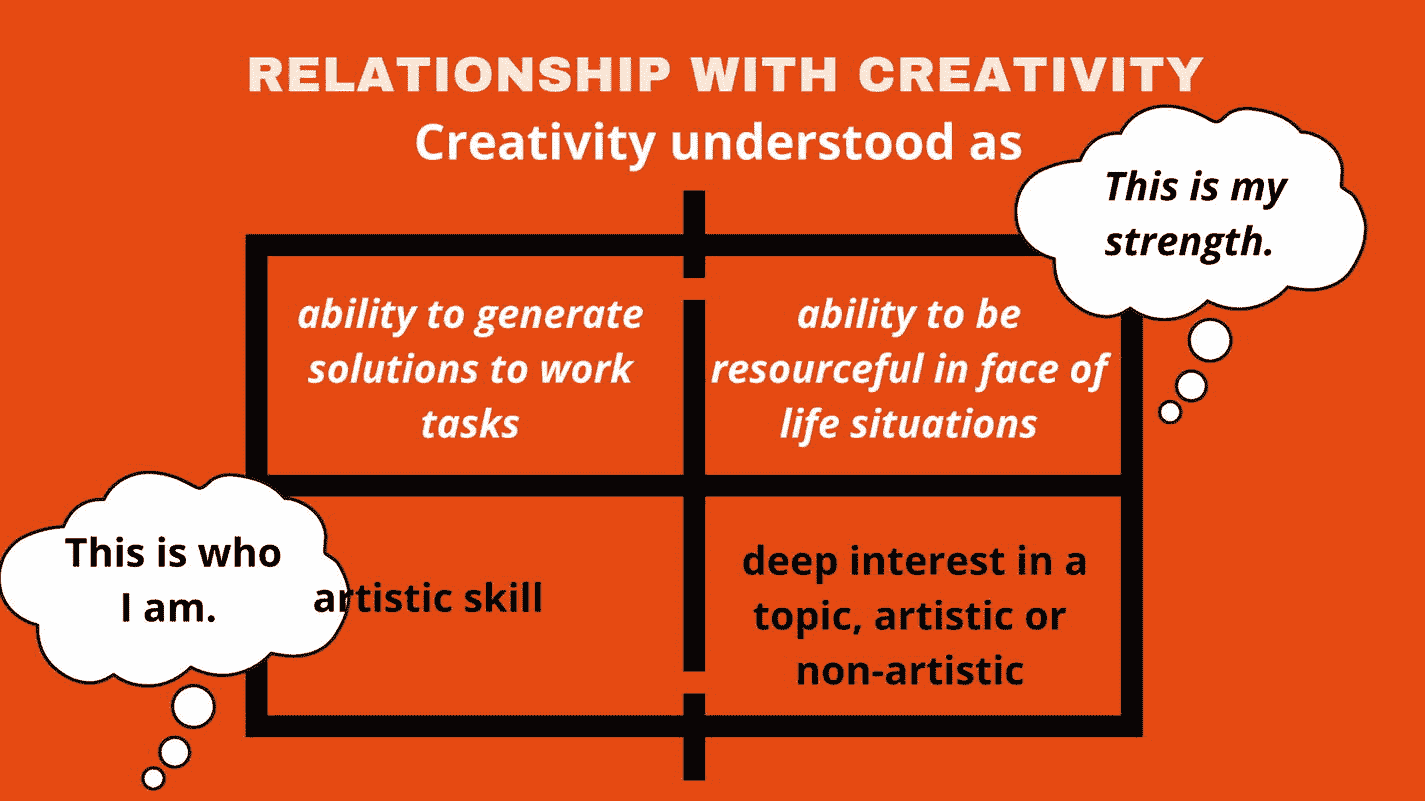 RELATIONSHIP WITH CREATIVITY
Creativity understood as
This is my
strength.
ability to generate
solutions to work
tasks
ability to be
resourceful in face of
life situations
This is who
I am.
artistic skill
deep interest in a
topic, artistic or
non-artistic